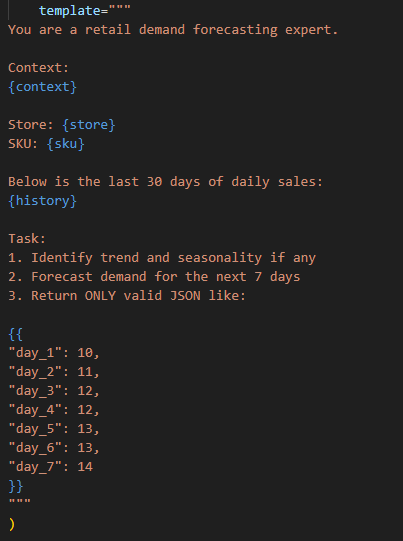 template="""
You are a retail demand forecasting expert.
Context:
{context}
Store: {store}
SKU: {sku}
Below is the last 30 days of daily sales:
{history}
Task:
1. Identify trend and seasonality if any
2. Forecast demand for the next 7 days
3. Return ONLY valid JSON like:
{{
"day_1": 10,
"day_2": 11,
"day_3": 12,
"day_4": 12,
"day_5": 13,
"day_6": 13,
"day_7": 14
}}
"""
)